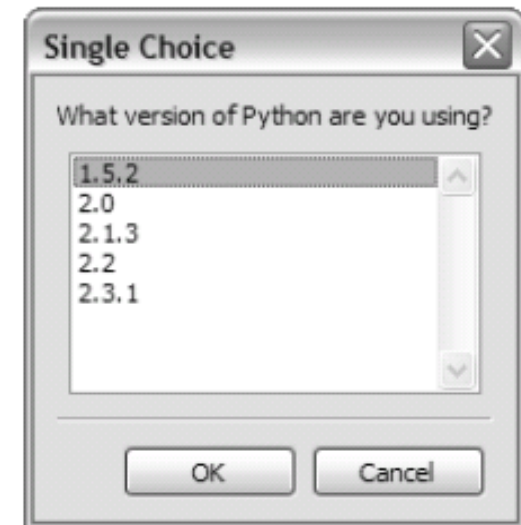 Single Choice
What version of Python are you using?
1.5.2
2.0
2.1.3
2.2
2.3.1
OK Cancel